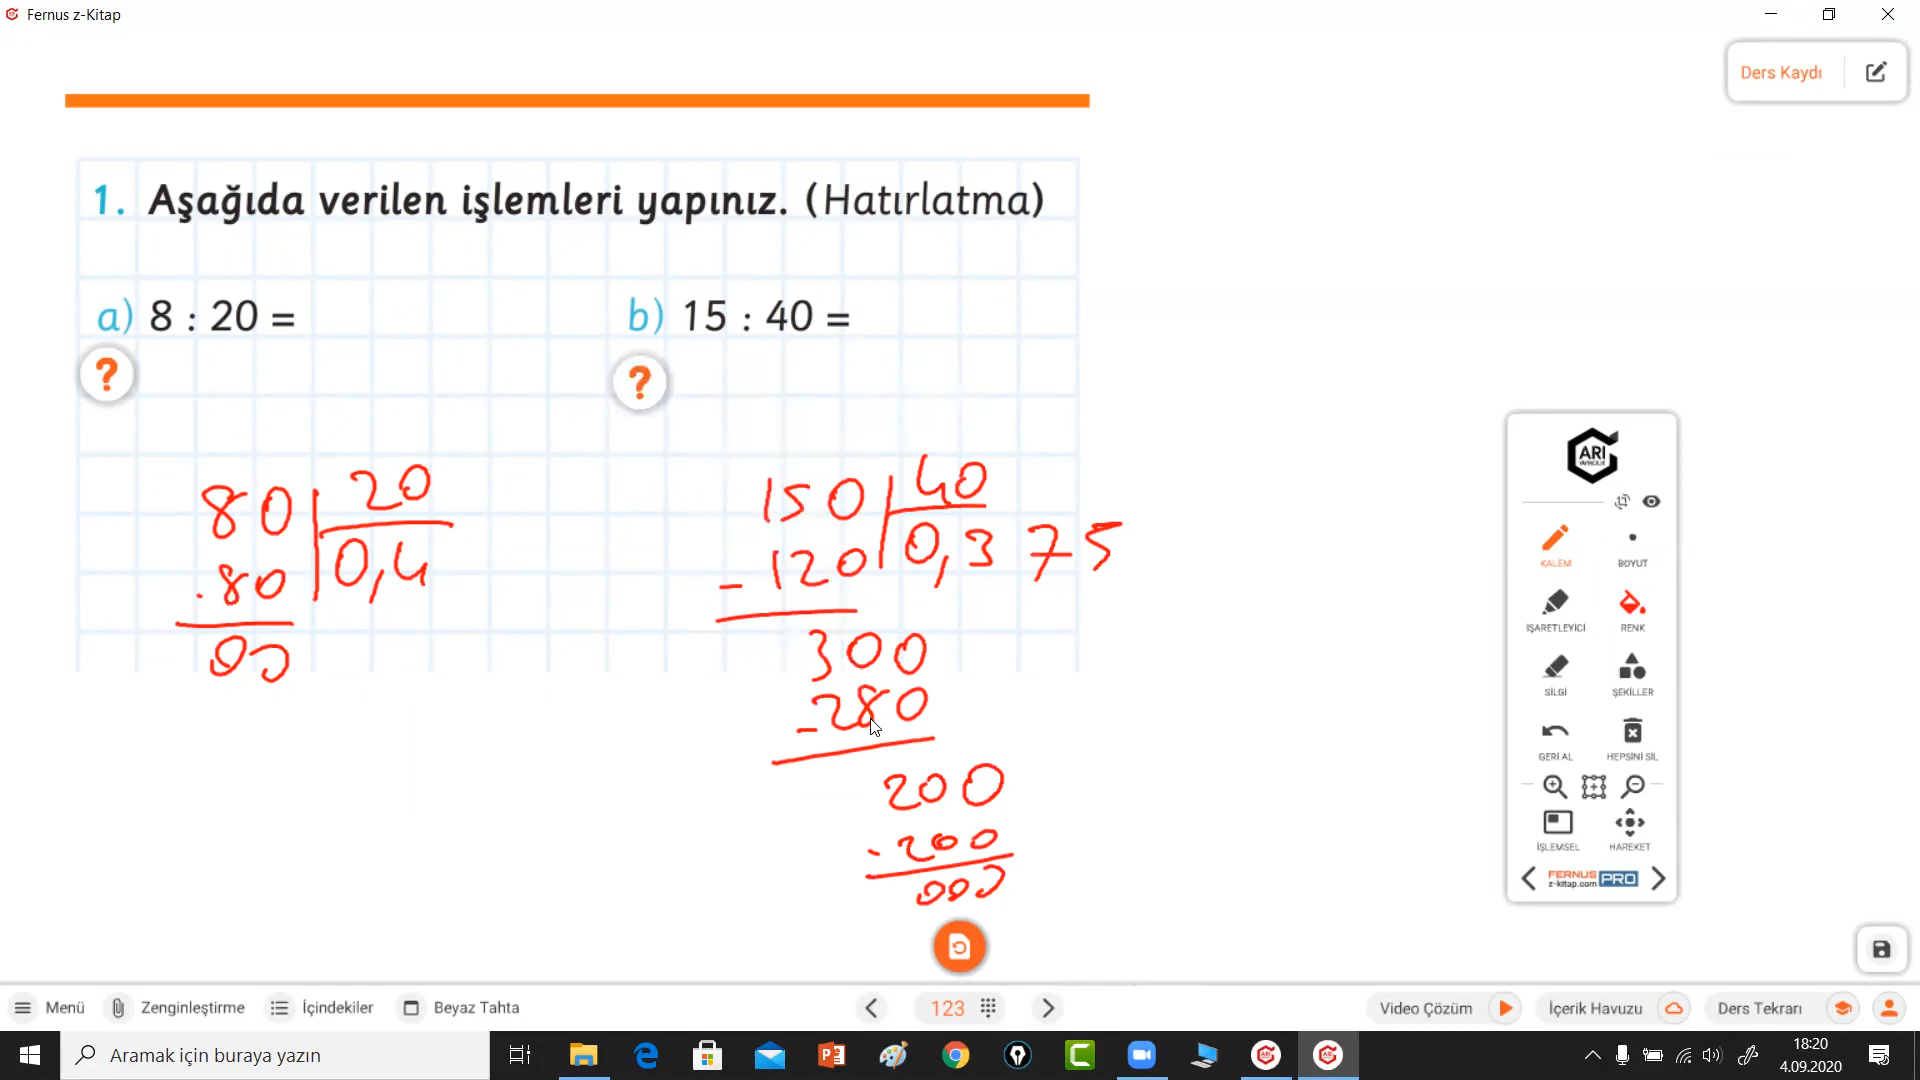 Fernus z-Kitap
Ders Kaydı
1. Aşağıda verilen işlemleri yapınız. (Hatırlatma)
a) 8 : 20 =
b) 15 : 40 =
?
?
80 20
0,4
.80
00
150 40
0,375
-120
300
-280
200
-200
000
ARI
YAYINCILIK
KALEM
BOYUT
İŞARETLEYİCİ
RENK
SİLGİ
ŞEKİLLER
GERİ AL
HEPSİNİ SİL
İŞLEMSEL
HAREKET
FERNUS
z-kitap.com PRO
Menü
Zenginleştirme
İçindekiler
Beyaz Tahta
123
Video Çözüm
İçerik Havuzu
Ders Tekrarı
Aramak için buraya yazın
18:20
4.09.2020